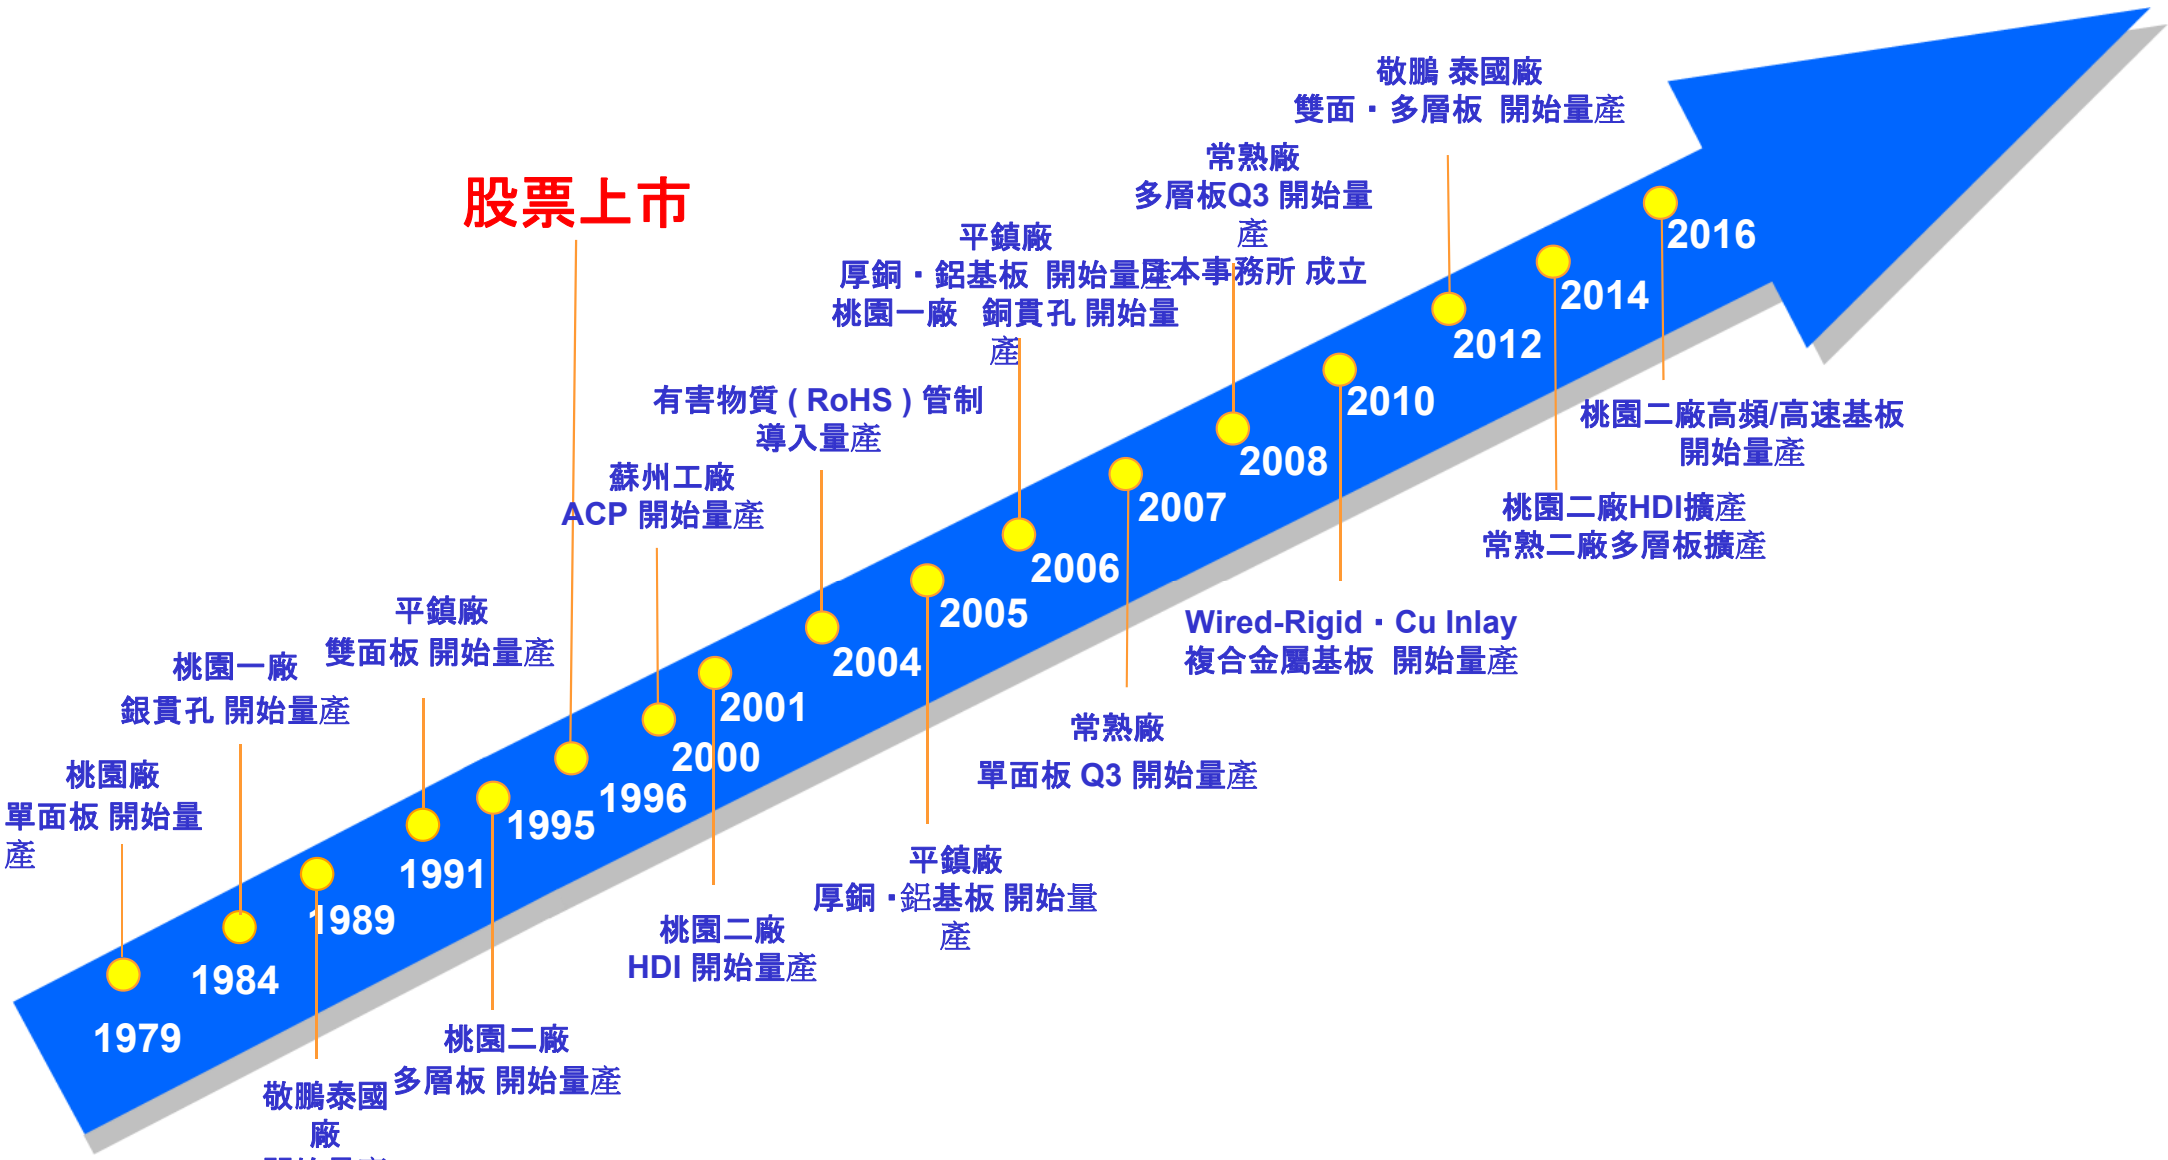 敬鵬 泰國廠
雙面‧多層板 開始量產
常熟廠
多層板Q3 開始量
產
日本事務所 成立
股票上市
平鎮廠
厚銅‧鋁基板 開始量產
桃園一廠 銅貫孔 開始量
產
有害物質 ( RoHS ) 管制
導入量產
蘇州工廠
ACP 開始量產
平鎮廠
雙面板 開始量產
桃園一廠
銀貫孔 開始量產
桃園廠
單面板 開始量
產
1979
1984
1989
1991
1995
1996
2000
2001
2004
2005
2006
2007
2008
2010
2012
2014
2016
桃園二廠高頻/高速基板
開始量產
桃園二廠HDI擴產
常熟二廠多層板擴產
Wired-Rigid‧Cu Inlay
複合金屬基板 開始量產
常熟廠
單面板 Q3 開始量產
平鎮廠
厚銅‧鋁基板 開始量
產
桃園二廠
HDI 開始量產
桃園二廠
多層板 開始量產
敬鵬泰國
廠